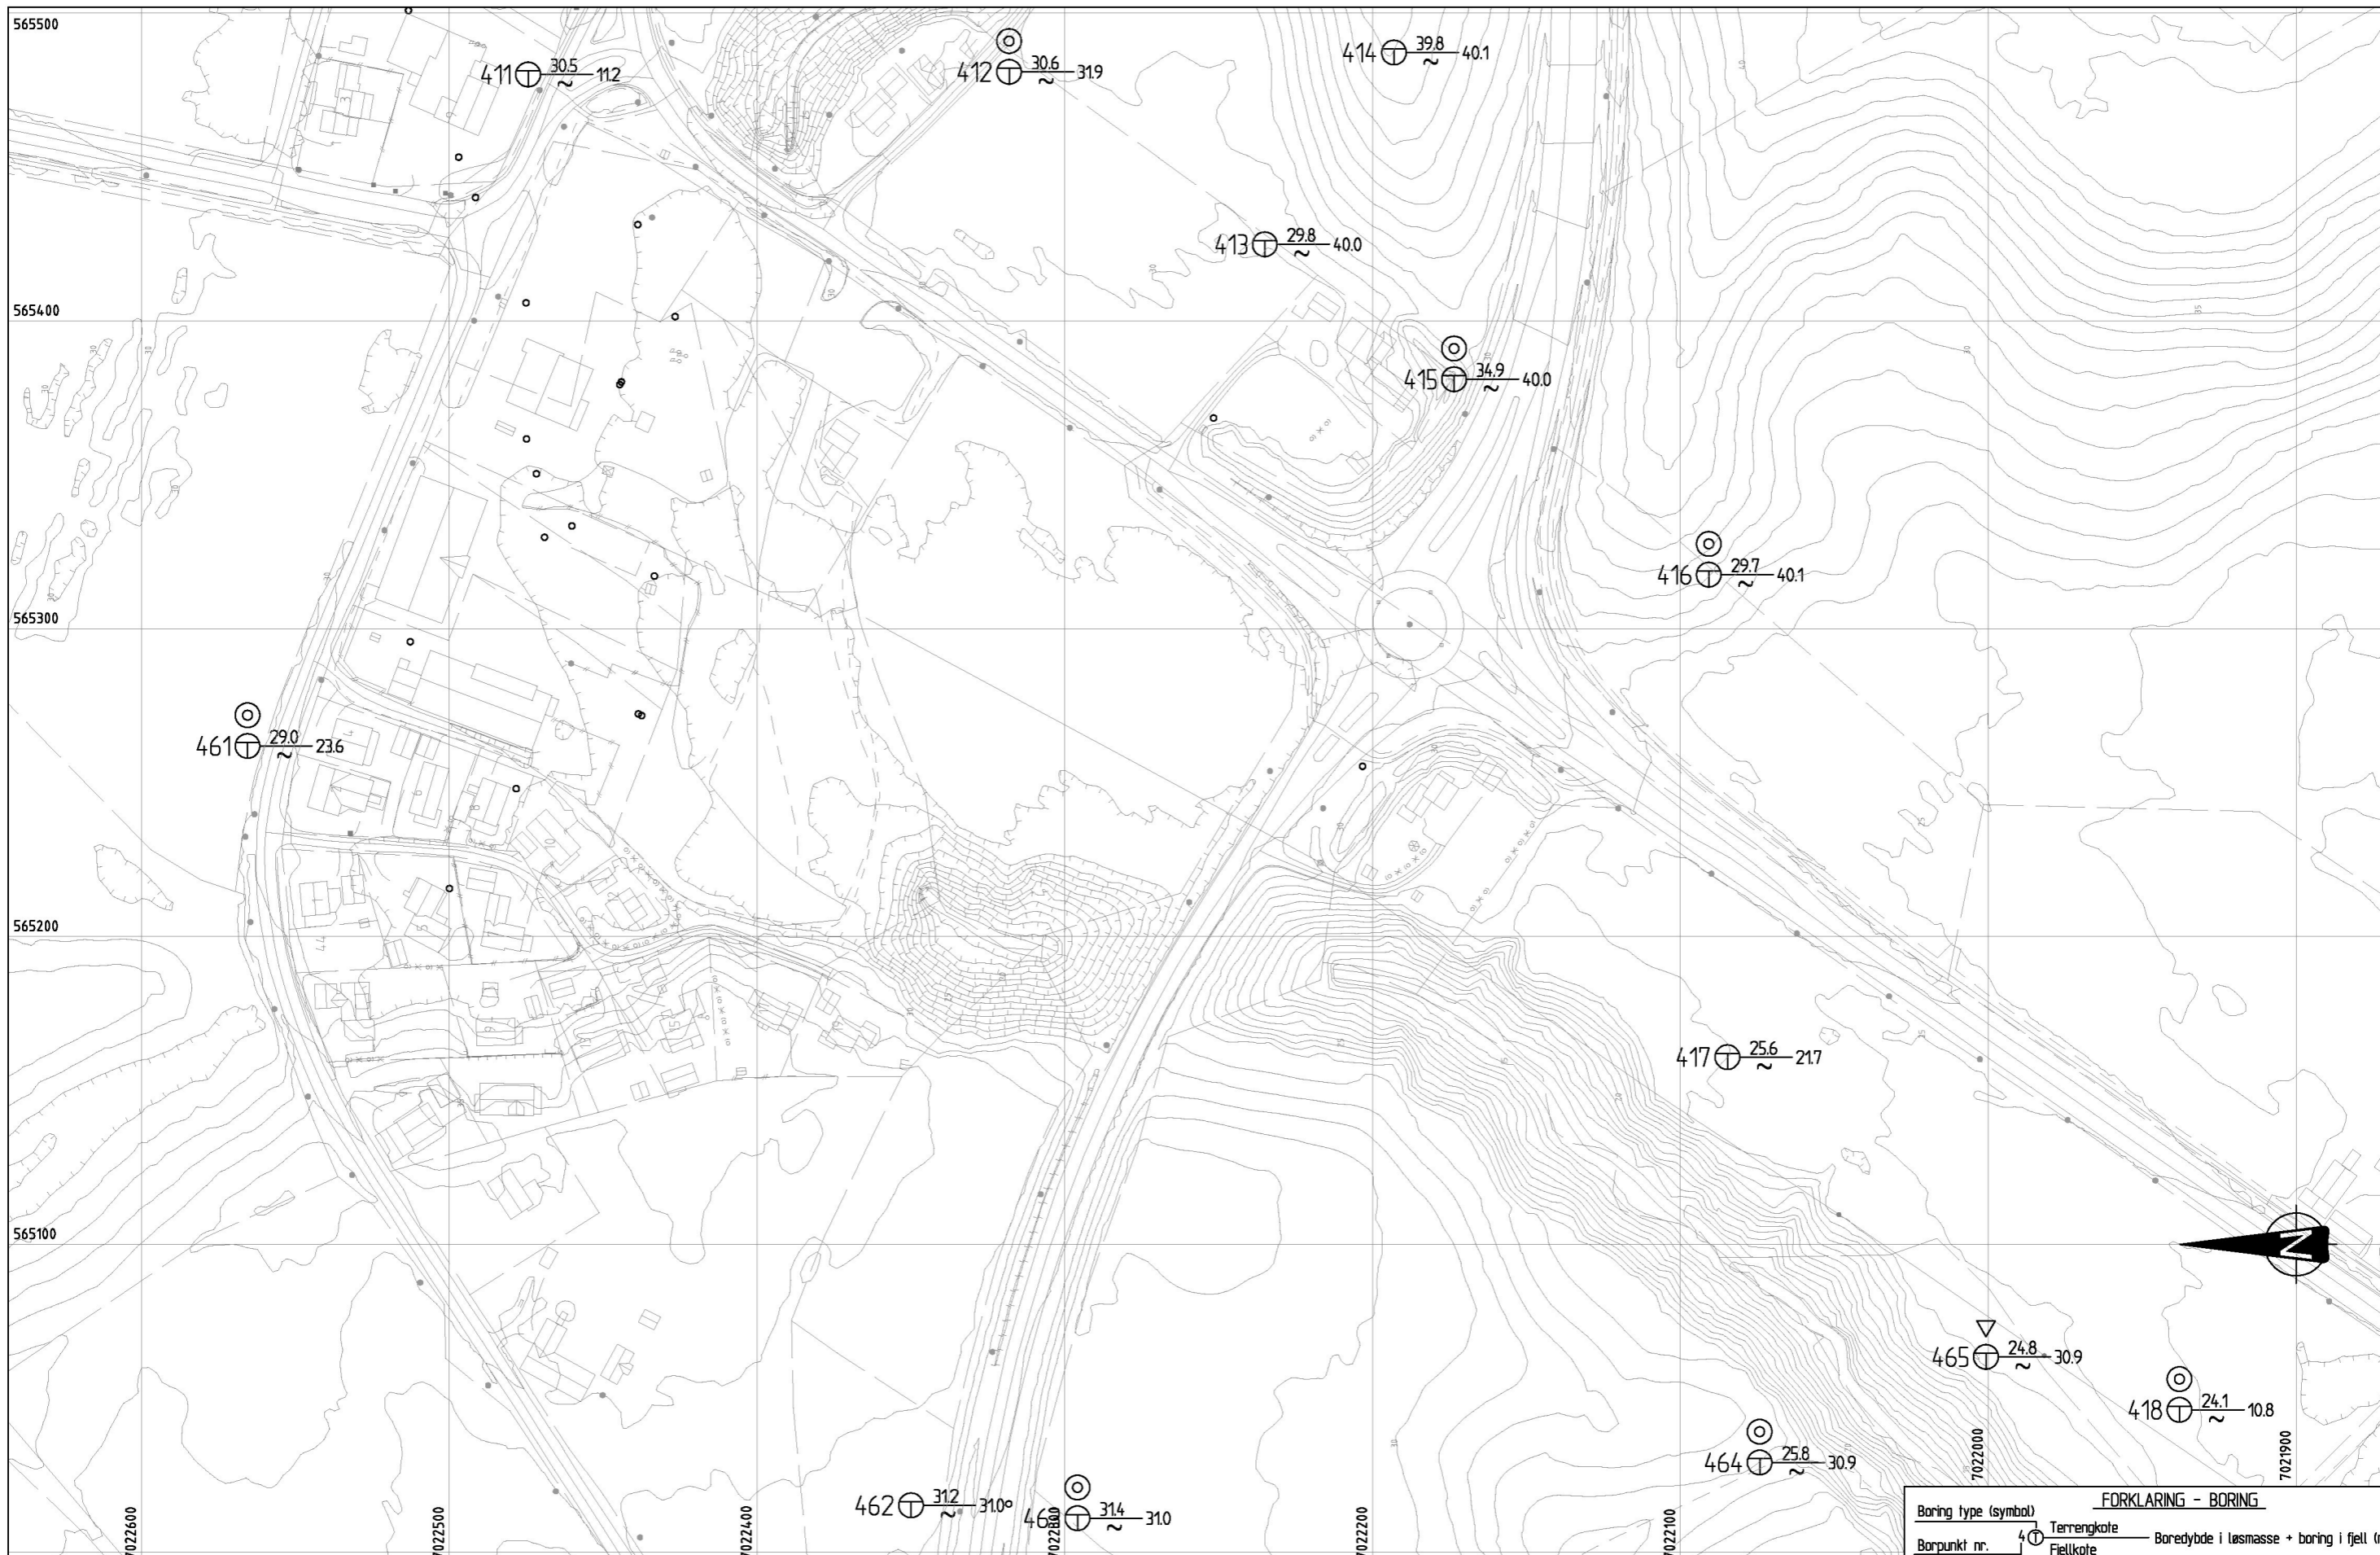 565500
411 30.5 ~ 11.2
412 30.6 ~ 31.9
414 39.8 ~ 40.1
413 29.8 ~ 40.0
565400
415 34.9 ~ 40.0
416 29.7 ~ 40.1
565300
461 29.0 ~ 23.6
565200
417 25.6 ~ 21.7
565100
N
465 24.8 ~ 30.9
418 24.1 ~ 10.8
464 25.8 ~ 30.9
462 31.2 ~ 31.0
31.4 ~ 31.0
7022600
7022500
7022400
7022300
7022200
7022100
7022000
7021900
FORKLARING - BORING
Boring type (symbol)
Borpunkt nr.
4 T
Terrengkote
Fjellkote
Boredybde i løsmasse + boring i fjell